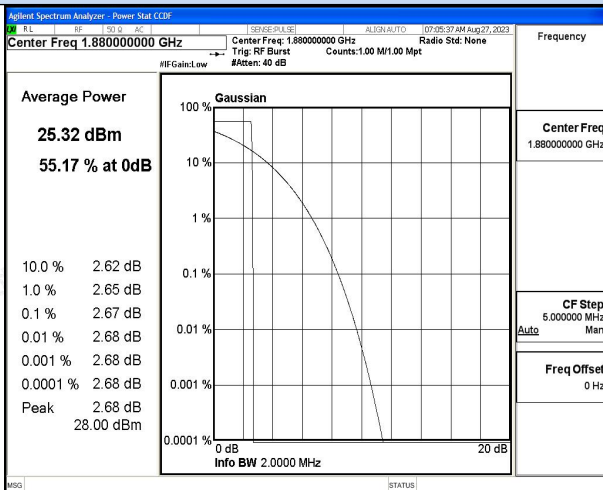 Agilent Spectrum Analyzer - Power Stat CCDF
RL RF 50 Ω AC SENSE:PULSE ALIGN AUTO 07:05:37 AM Aug 27, 2023
Center Freq 1.880000000 GHz
Center Freq: 1.880000000 GHz Radio Std: None
Trig: RF Burst Counts:1.00 M/1.00 Mpt
#IFGain:Low #Atten: 40 dB
Frequency
Average Power
25.32 dBm
55.17 % at 0dB
10.0 % 2.62 dB
1.0 % 2.65 dB
0.1 % 2.67 dB
0.01 % 2.68 dB
0.001 % 2.68 dB
0.0001 % 2.68 dB
Peak 2.68 dB
28.00 dBm
Gaussian
100 %
10 %
1 %
0.1 %
0.01 %
0.001 %
0.0001 %
0 dB 20 dB
Info BW 2.0000 MHz
Center Freq
1.880000000 GHz
CF Step
5.000000 MHz
Auto Man
Freq Offset
0 Hz
MSG STATUS